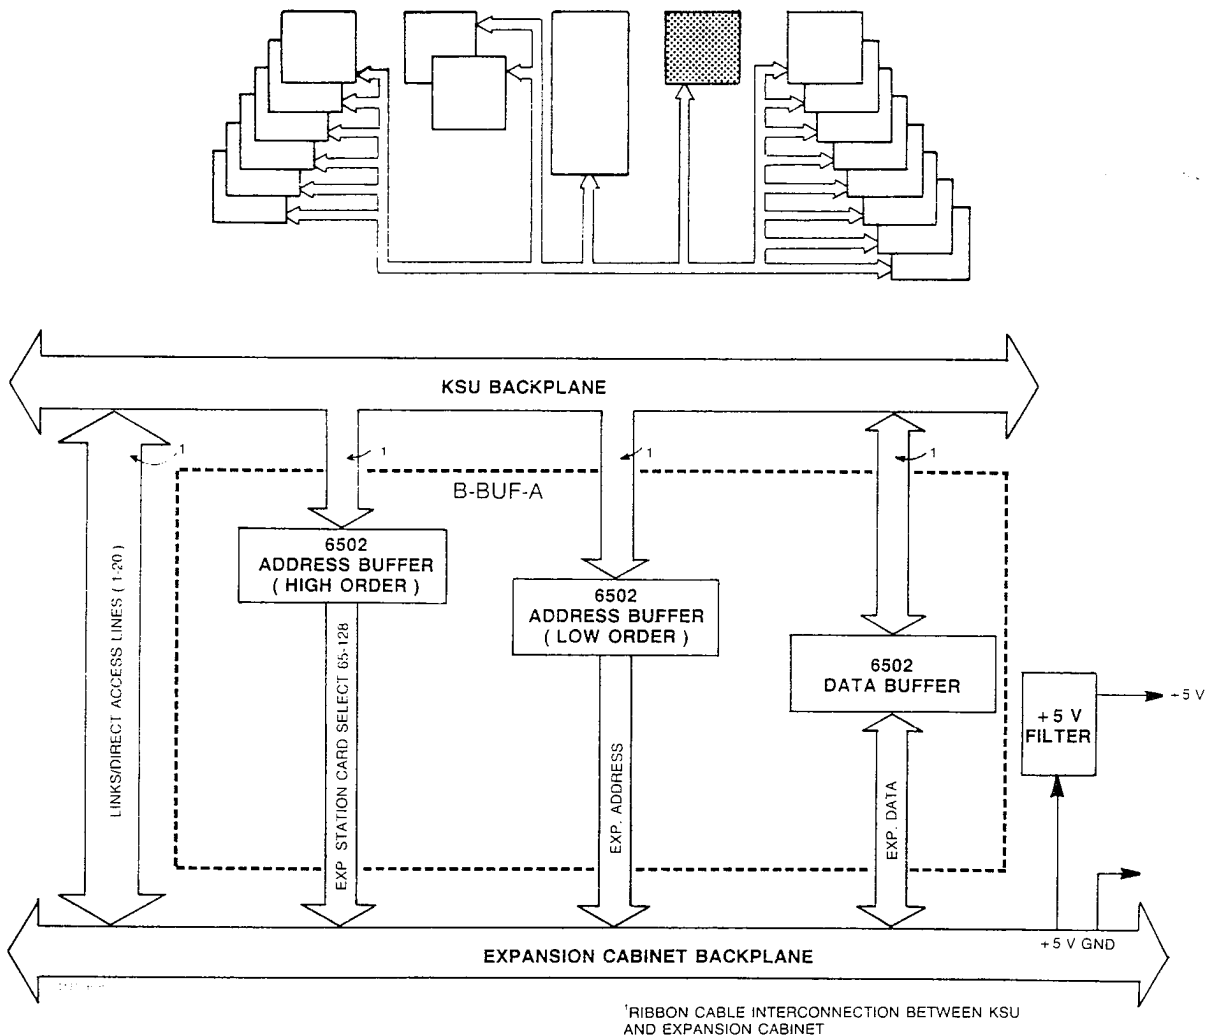 KSU BACKPLANE
1
1
1
1
B-BUF-A
6502
ADDRESS BUFFER
( HIGH ORDER )
6502
ADDRESS BUFFER
( LOW ORDER )
6502
DATA BUFFER
+5 V
FILTER
+5 V
LINKS/DIRECT ACCESS LINES (1-20)
EXP STATION CARD SELECT 65-128
EXP. ADDRESS
EXP. DATA
+5 V GND
EXPANSION CABINET BACKPLANE
1RIBBON CABLE INTERCONNECTION BETWEEN KSU
AND EXPANSION CABINET